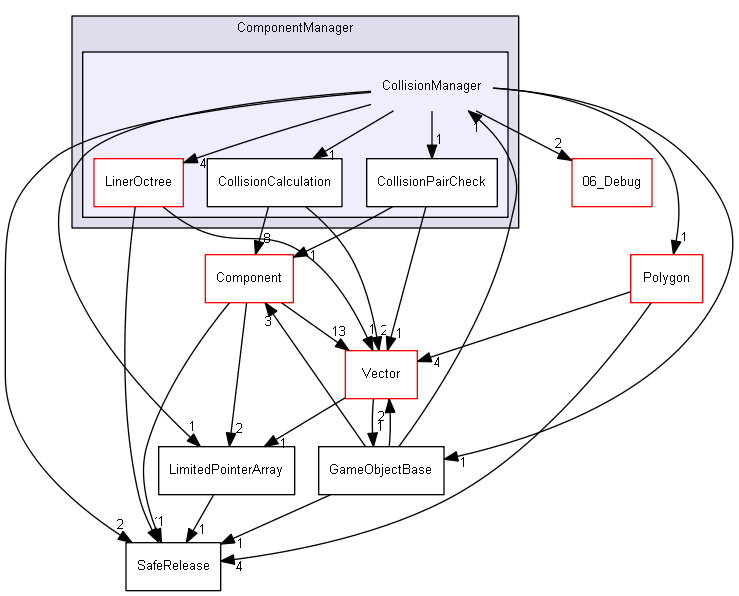 ComponentManager
CollisionManager
1
1
1
2
4
LinerOctree
CollisionCalculation
CollisionPairCheck
06_Debug
8
1
1
Component
Polygon
3
13
1
2
1
4
Vector
1
2
2
1
1
1
LimitedPointerArray
GameObjectBase
2
1
1
1
4
SafeRelease